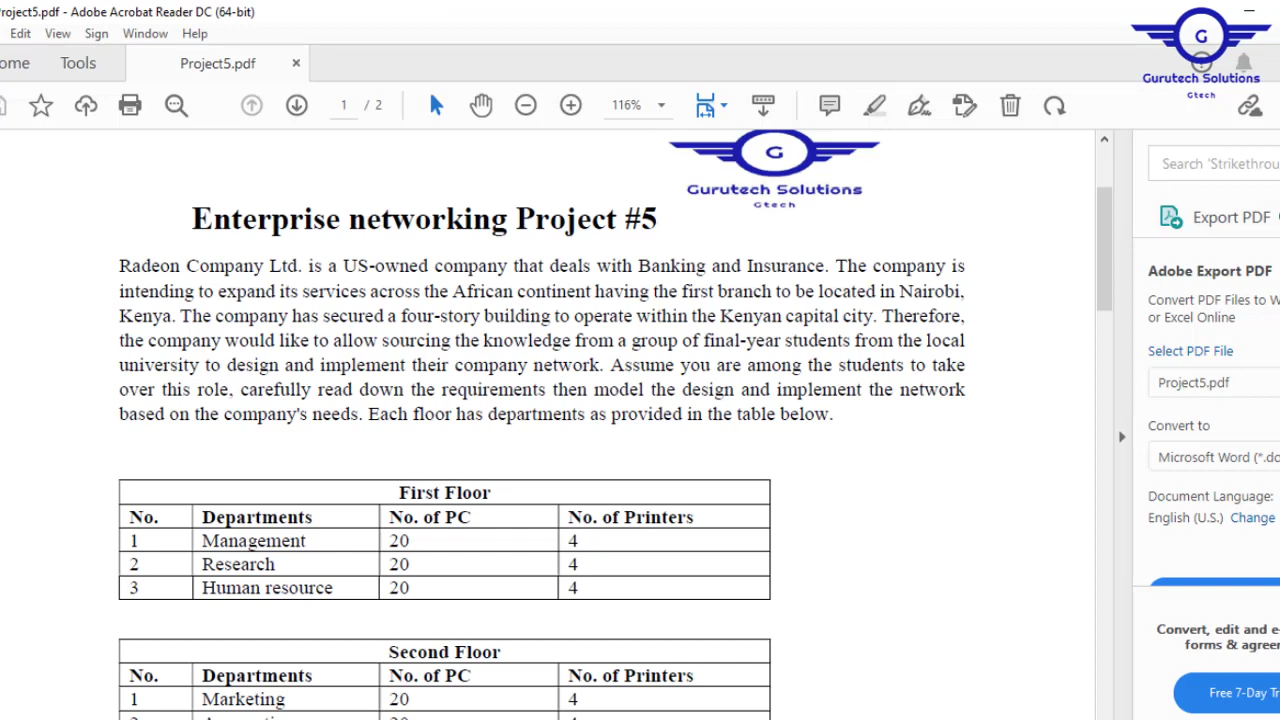 roject5.pdf - Adobe Acrobat Reader DC (64-bit)
Edit View Sign Window Help
ome Tools Project5.pdf ×
1 / 2 116%
G
Gurutech Solutions
Gtech
G
Gurutech Solutions
Gtech
Enterprise networking Project #5
Radeon Company Ltd. is a US-owned company that deals with Banking and Insurance. The company is
intending to expand its services across the African continent having the first branch to be located in Nairobi,
Kenya. The company has secured a four-story building to operate within the Kenyan capital city. Therefore,
the company would like to allow sourcing the knowledge from a group of final-year students from the local
university to design and implement their company network. Assume you are among the students to take
over this role, carefully read down the requirements then model the design and implement the network
based on the company's needs. Each floor has departments as provided in the table below.
First Floor
No. Departments No. of PC No. of Printers
1 Management 20 4
2 Research 20 4
3 Human resource 20 4
Second Floor
No. Departments No. of PC No. of Printers
1 Marketing 20 4
Search 'Strikethrou
Export PDF
Adobe Export PDF
Convert PDF Files to W
or Excel Online
Select PDF File
Project5.pdf
Convert to
Microsoft Word (*.do
Document Language:
English (U.S.) Change
Convert, edit and e-
forms & agreer
Free 7-Day Tr